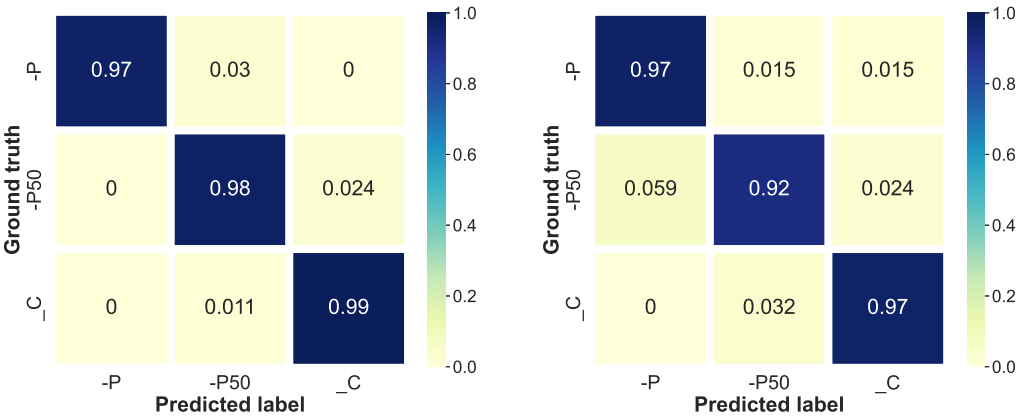 1.0
0.97 0.03 0
-P
0.8
0.6
0 0.98 0.024
-P50
Ground truth
0.4
0.2
0 0.011 0.99
_C
0.0
-P -P50 _C
Predicted label
1.0
0.97 0.015 0.015
-P
0.8
0.6
0.059 0.92 0.024
-P50
Ground truth
0.4
0.2
0 0.032 0.97
_C
0.0
-P -P50 _C
Predicted label